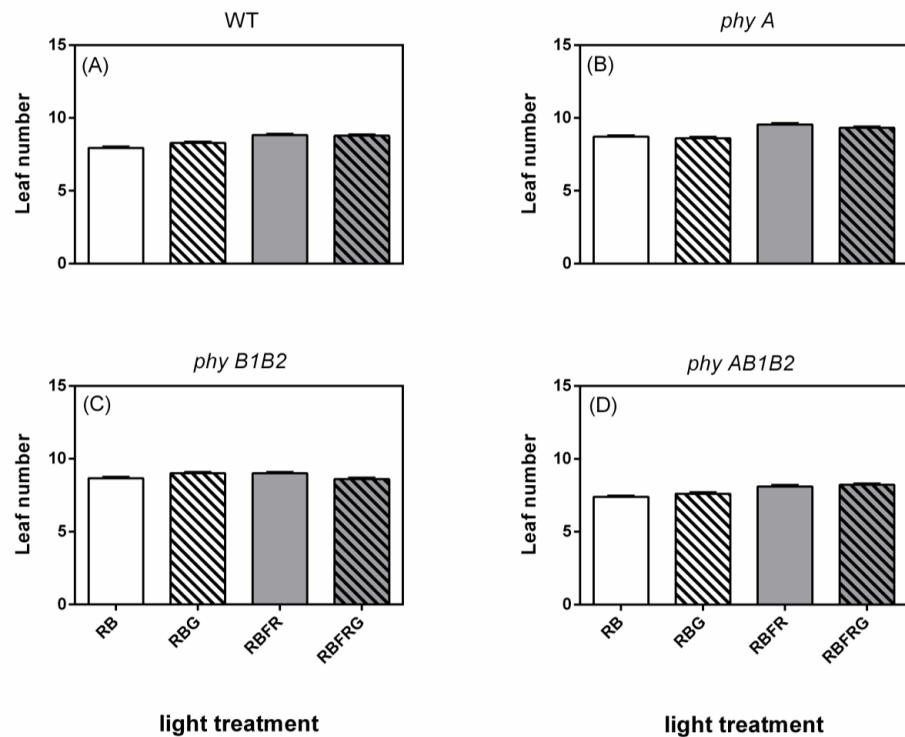 WT
(A)
Leaf number
15
10
5
0
phy A
(B)
Leaf number
15
10
5
0
phy B1B2
(C)
Leaf number
15
10
5
0
RB
RBG
RBFR
RBFRG
light treatment
phy AB1B2
(D)
Leaf number
15
10
5
0
RB
RBG
RBFR
RBFRG
light treatment